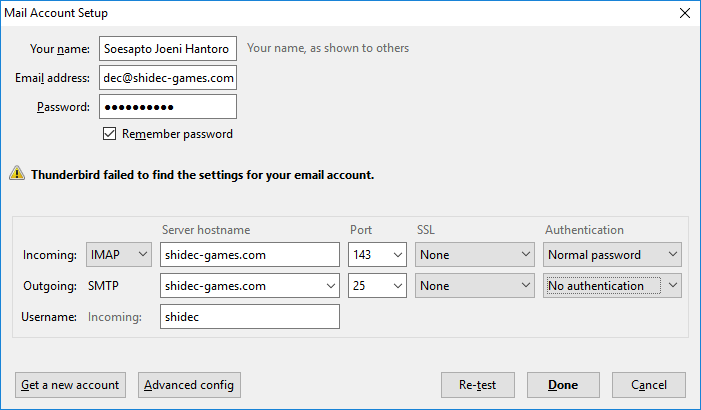 Mail Account Setup
Your name: Soesapto Joeni Hantoro Your name, as shown to others
Email address: dec@shidec-games.com
Password: ●●●●●●●●●●
Remember password
Thunderbird failed to find the settings for your email account.
Server hostname Port SSL Authentication
Incoming: IMAP shidec-games.com 143 None Normal password
Outgoing: SMTP shidec-games.com 25 None No authentication
Username: Incoming: shidec
Get a new account Advanced config Re-test Done Cancel